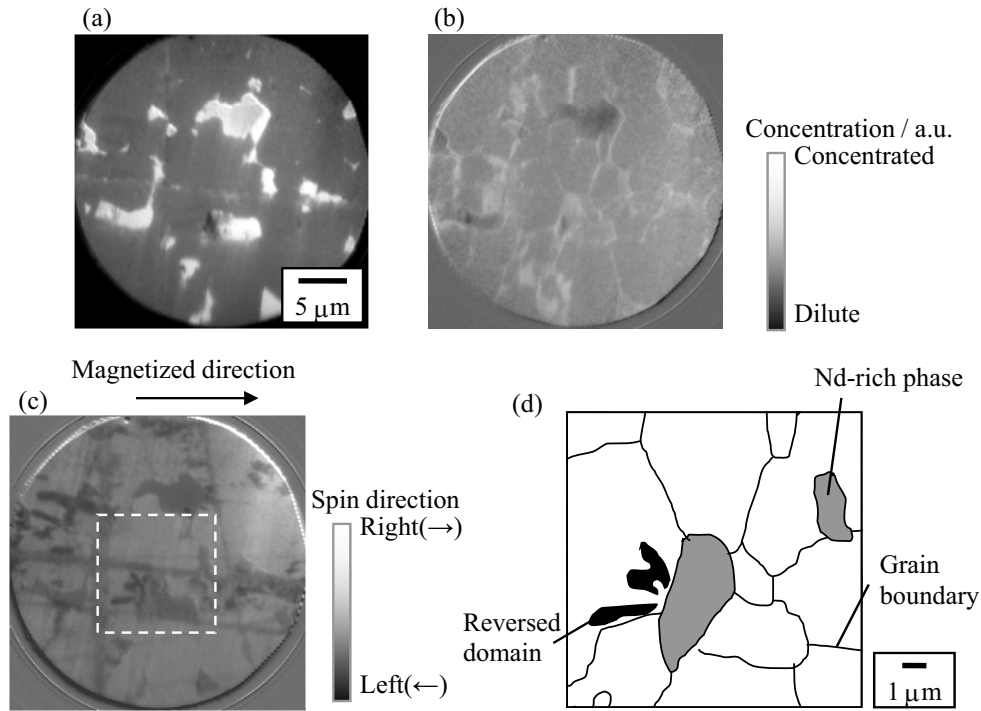 (a)
5 μm
(b)
Concentration / a.u.
Concentrated
Dilute
Magnetized direction
(c)
Spin direction
Right(→)
Left(←)
(d)
Nd-rich phase
Grain
boundary
Reversed
domain
1 μm